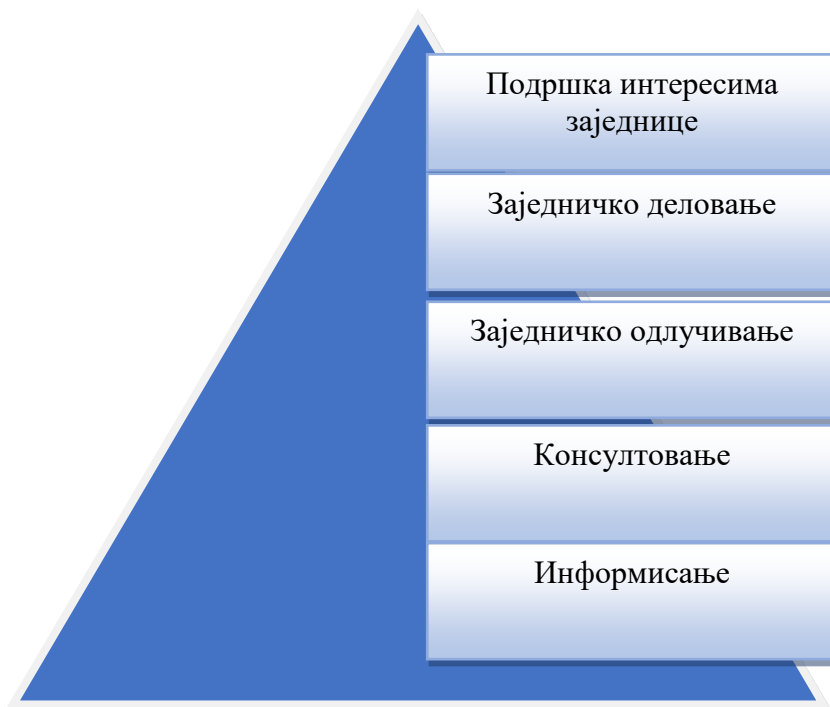 Подршка интересима
заједнице
Заједничко деловање
Заједничко одлучивање
Консултовање
Информисање